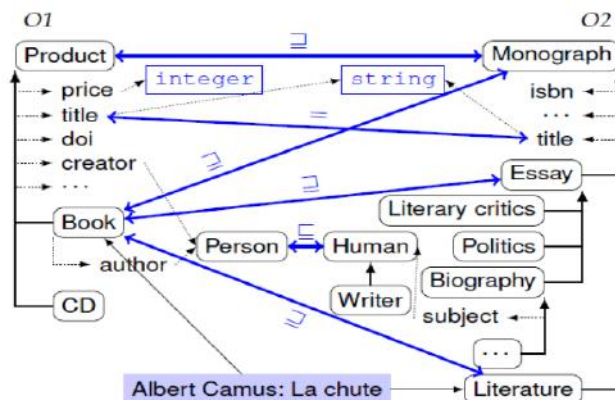 O1 O2
⊒
Product Monograph
price integer string isbn
title = ...
doi title
creator ⊒
... ⊒ Essay
Book Literary critics
Person ⊑ Human Politics
author Biography
CD Writer subject
⊒ ...
Albert Camus: La chute Literature